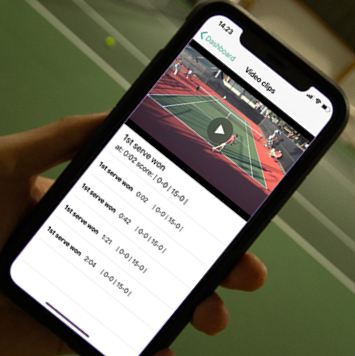 14.23
Dashboard
Video clips
1st serve won
at: 0:02 score: | 0-0 | 15-0 |
1st serve won 0:02 | 0-0 | 15-0 |
1st serve won 0:42 | 0-0 | 15-0 |
1st serve won 1:21 | 0-0 | 15-0 |
1st serve won 2:04 | 0-0 | 15-0 |